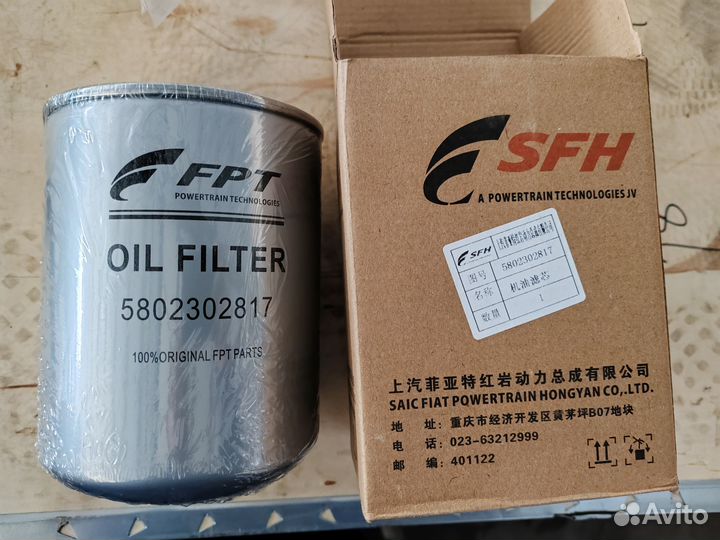 FPT
POWERTRAIN TECHNOLOGIES
OIL FILTER
5802302817
100%ORIGINAL FPT PARTS
SFH
A POWERTRAIN TECHNOLOGIES JV
SFH
图号 5802302817
名称 机油滤芯
数量 1
上汽菲亚特红岩动力总成有限公司
SAIC FIAT POWERTRAIN HONGYAN CO,.LTD.
地 址: 重庆市经济开发区黄茅坪B07地块
电 话: 023-63212999
邮 编: 401122
Avito